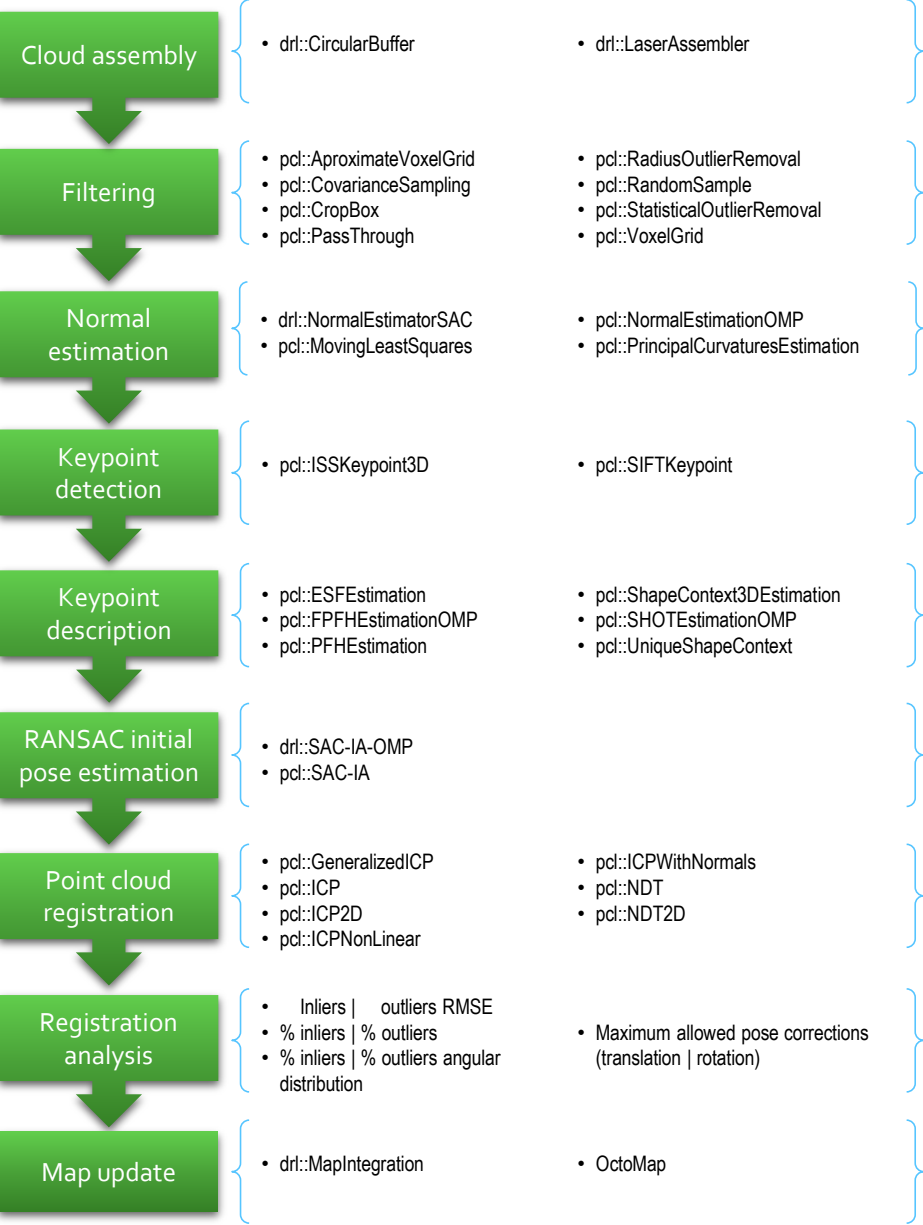 Cloud assembly
• drl::CircularBuffer
• drl::LaserAssembler
Filtering
• pcl::AproximateVoxelGrid
• pcl::CovarianceSampling
• pcl::CropBox
• pcl::PassThrough
• pcl::RadiusOutlierRemoval
• pcl::RandomSample
• pcl::StatisticalOutlierRemoval
• pcl::VoxelGrid
Normal
estimation
• drl::NormalEstimatorSAC
• pcl::MovingLeastSquares
• pcl::NormalEstimationOMP
• pcl::PrincipalCurvaturesEstimation
Keypoint
detection
• pcl::ISSKeypoint3D
• pcl::SIFTKeypoint
Keypoint
description
• pcl::ESFEstimation
• pcl::FPFHEstimationOMP
• pcl::PFHEstimation
• pcl::ShapeContext3DEstimation
• pcl::SHOTEstimationOMP
• pcl::UniqueShapeContext
RANSAC initial
pose estimation
• drl::SAC-IA-OMP
• pcl::SAC-IA
Point cloud
registration
• pcl::GeneralizedICP
• pcl::ICP
• pcl::ICP2D
• pcl::ICPNonLinear
• pcl::ICPWithNormals
• pcl::NDT
• pcl::NDT2D
Registration
analysis
• Inliers | outliers RMSE
• % inliers | % outliers
• % inliers | % outliers angular
distribution
• Maximum allowed pose corrections
(translation | rotation)
Map update
• drl::MapIntegration
• OctoMap